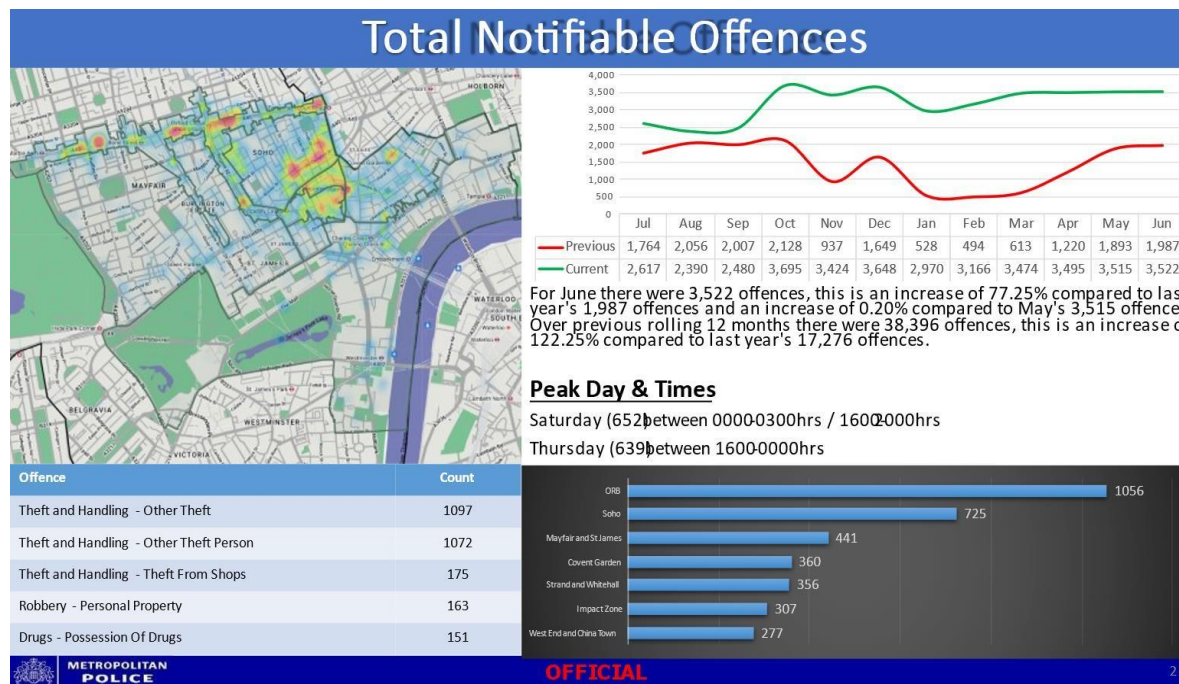 Total Notifiable Offences
HOLBORN
SOHO
MAYFAIR
ST. JAMES'S
WATERLOO
BELGRAVIA
WESTMINSTER
VICTORIA
4,000
3,500
3,000
2,500
2,000
1,500
1,000
500
0
Jul Aug Sep Oct Nov Dec Jan Feb Mar Apr May Jun
Previous 1,764 2,056 2,007 2,128 937 1,649 528 494 613 1,220 1,893 1,987
Current 2,617 2,390 2,480 3,695 3,424 3,648 2,970 3,166 3,474 3,495 3,515 3,522
For June there were 3,522 offences, this is an increase of 77.25% compared to las
year's 1,987 offences and an increase of 0.20% compared to May's 3,515 offence
Over previous rolling 12 months there were 38,396 offences, this is an increase o
122.25% compared to last year's 17,276 offences.
Peak Day & Times
Saturday (652) between 0000-0300hrs / 1600-2000hrs
Thursday (639) between 1600-0000hrs
Offence Count
Theft and Handling - Other Theft 1097
Theft and Handling - Other Theft Person 1072
Theft and Handling - Theft From Shops 175
Robbery - Personal Property 163
Drugs - Possession Of Drugs 151
ORB 1056
Soho 725
Mayfair and St James 441
Covent Garden 360
Strand and Whitehall 356
Impact Zone 307
West End and China Town 277
METROPOLITAN
POLICE
OFFICIAL
2